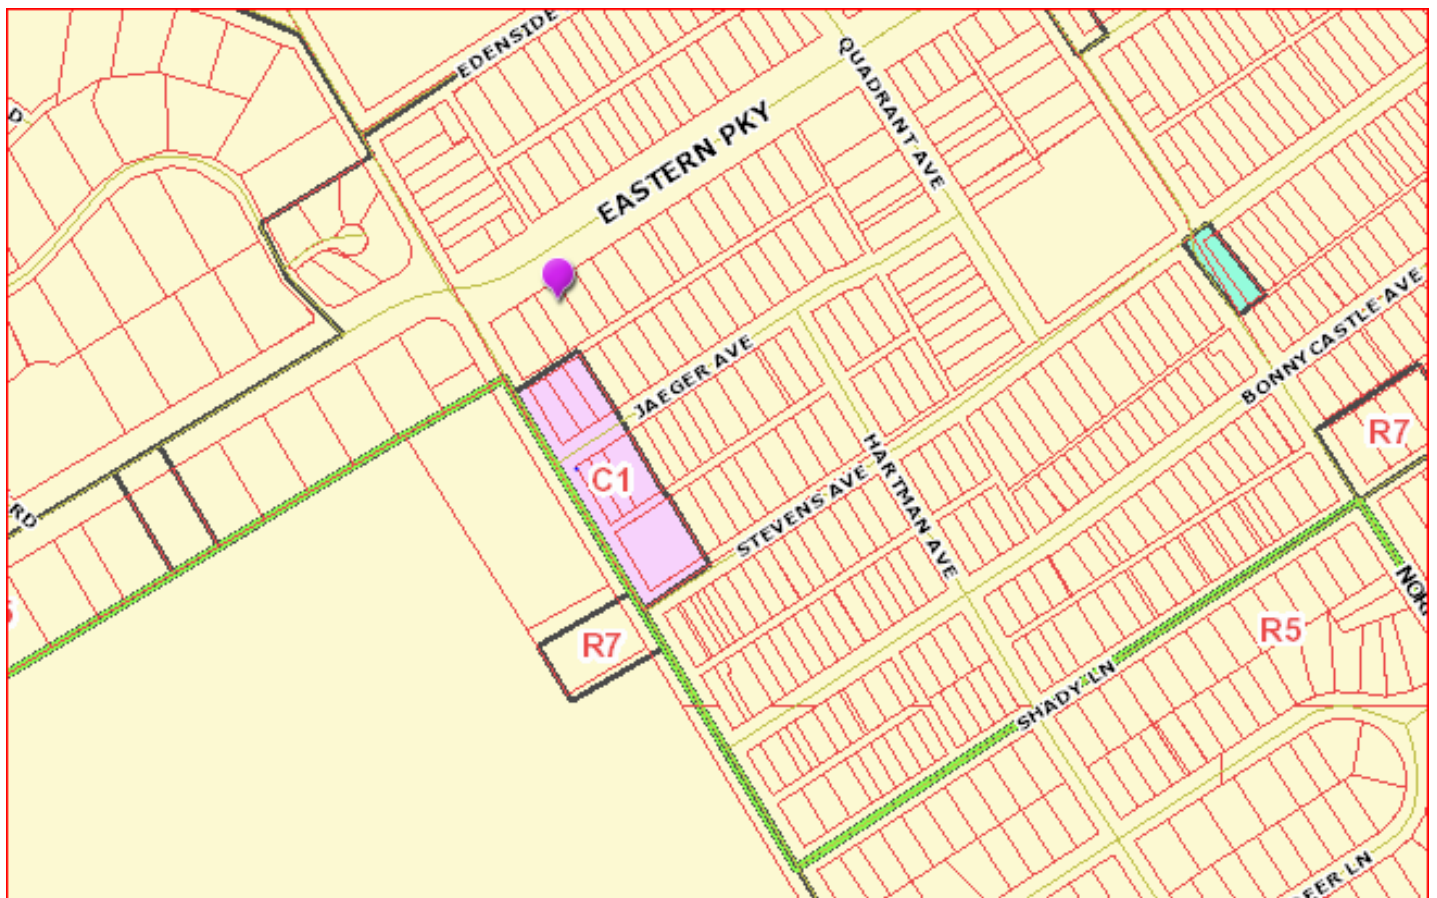 EDENSIDE
QUADRANT AVE
D
EASTERN PKY
BONNY CASTLE AVE
JAEGER AVE
R7
C1
HARTMAN AVE
STEVENS AVE
RD
R5
R7
SHADY LN